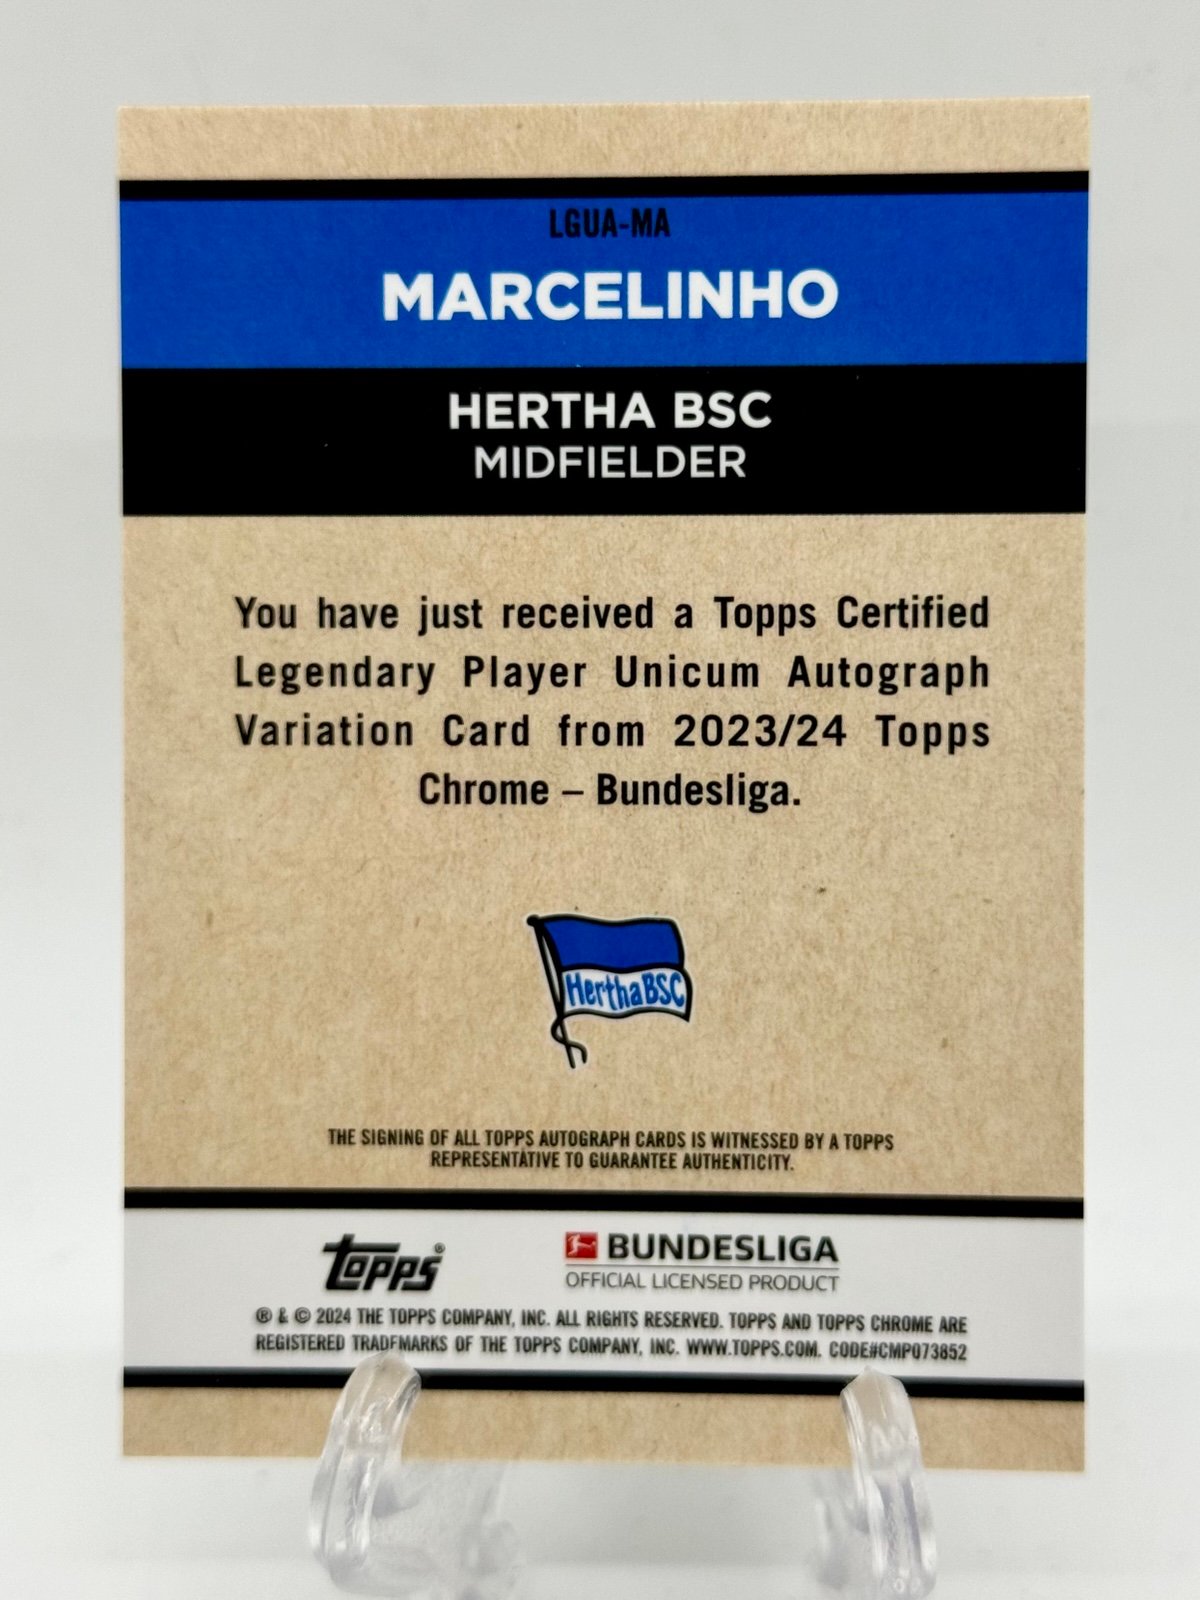 LGUA-MA
MARCELINHO
HERTHA BSC
MIDFIELDER
You have just received a Topps Certified
Legendary Player Unicum Autograph
Variation Card from 2023/24 Topps
Chrome – Bundesliga.
HerthaBSC
THE SIGNING OF ALL TOPPS AUTOGRAPH CARDS IS WITNESSED BY A TOPPS
REPRESENTATIVE TO GUARANTEE AUTHENTICITY.
topps®
BUNDESLIGA
OFFICIAL LICENSED PRODUCT
® & © 2024 THE TOPPS COMPANY, INC. ALL RIGHTS RESERVED. TOPPS AND TOPPS CHROME ARE
REGISTERED TRADEMARKS OF THE TOPPS COMPANY, INC. WWW.TOPPS.COM. CODE#CMP073852